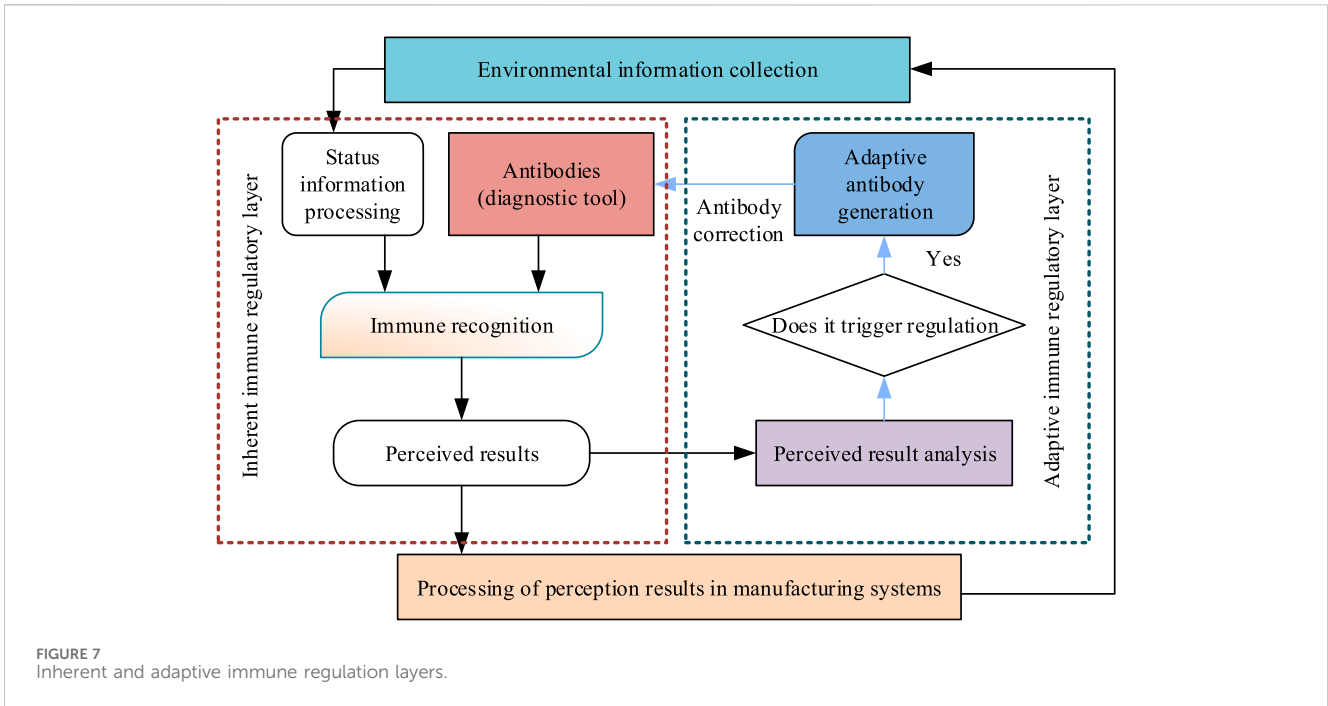 Environmental information collection
Inherent immune regulatory layer
Status
information
processing
Antibodies
(diagnostic tool)
Immune recognition
Perceived results
Antibody
correction
Adaptive
antibody
generation
Yes
Does it trigger regulation
Perceived result analysis
Adaptive immune regulatory layer
Processing of perception results in manufacturing systems
FIGURE 7
Inherent and adaptive immune regulation layers.